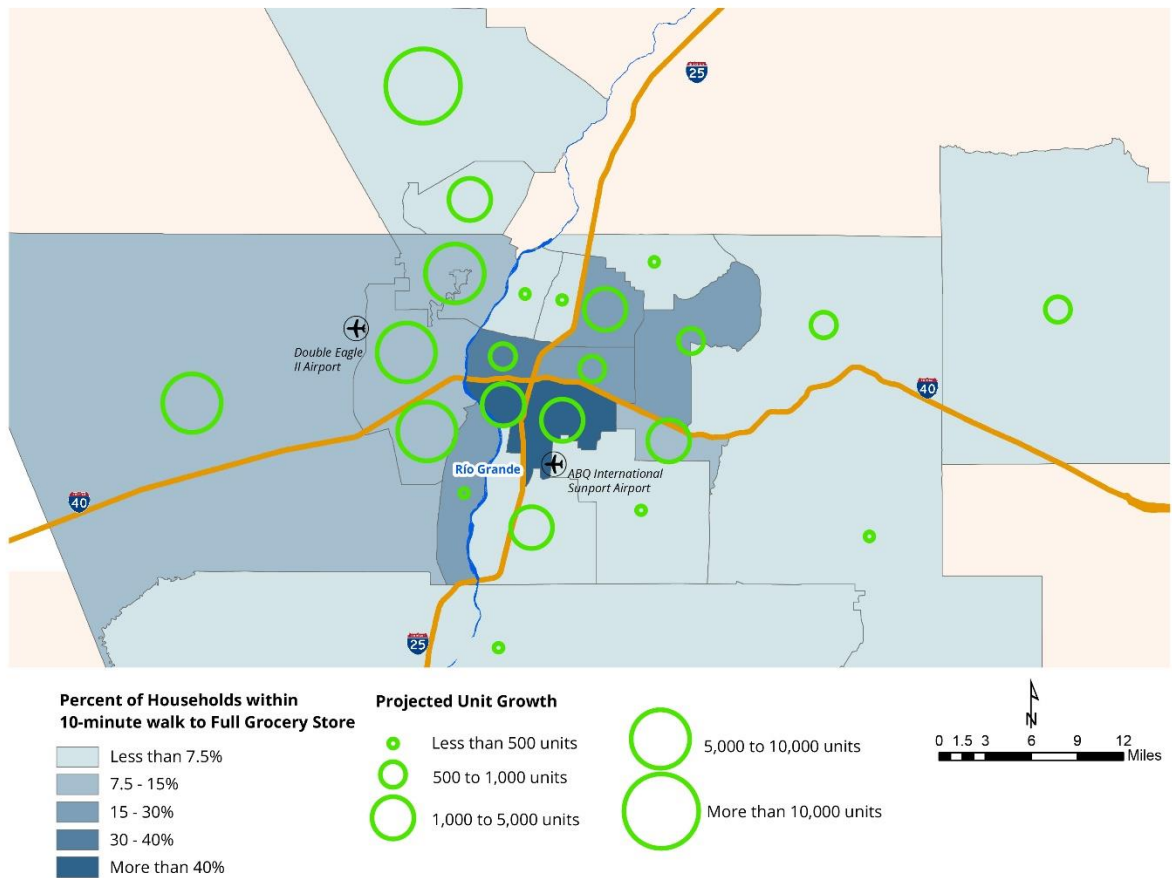 25
Double Eagle
II Airport
40
Río Grande
ABQ International
Sunport Airport
40
25
Percent of Households within
10-minute walk to Full Grocery Store
Less than 7.5%
7.5 - 15%
15 - 30%
30 - 40%
More than 40%
Projected Unit Growth
Less than 500 units
500 to 1,000 units
1,000 to 5,000 units
5,000 to 10,000 units
More than 10,000 units
N
0 1.5 3 6 9 12
Miles